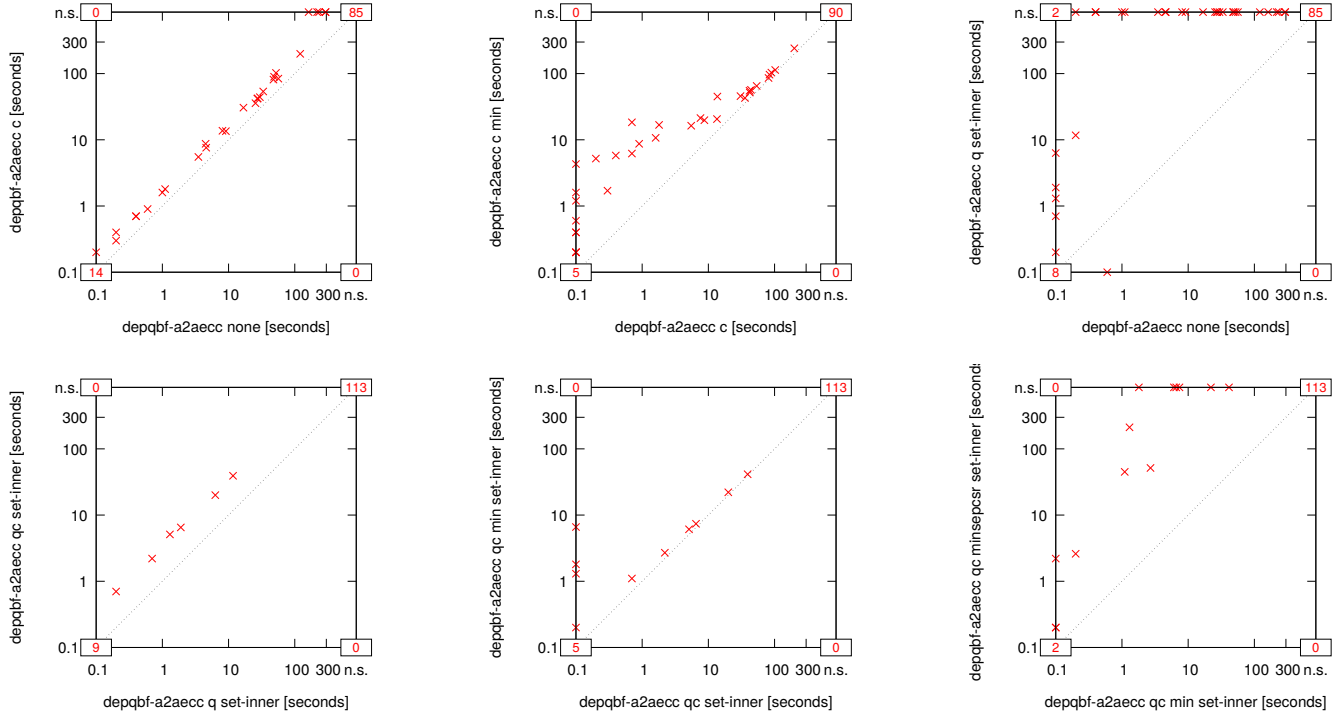 n.s. 0 85
300
100
10
1
0.1 14 0
0.1 1 10 100 300 n.s.
depqbf-a2aecc c [seconds]
depqbf-a2aecc none [seconds]
n.s. 0 90
300
100
10
1
0.1 5 0
0.1 1 10 100 300 n.s.
depqbf-a2aecc c min [seconds]
depqbf-a2aecc c [seconds]
n.s. 2 85
300
100
10
1
0.1 8 0
0.1 1 10 100 300 n.s.
depqbf-a2aecc q set-inner [seconds]
depqbf-a2aecc none [seconds]
n.s. 0 113
300
100
10
1
0.1 9 0
0.1 1 10 100 300 n.s.
depqbf-a2aecc qc set-inner [seconds]
depqbf-a2aecc q set-inner [seconds]
n.s. 0 113
300
100
10
1
0.1 5 0
0.1 1 10 100 300 n.s.
depqbf-a2aecc qc min set-inner [seconds]
depqbf-a2aecc qc set-inner [seconds]
n.s. 0 113
300
100
10
1
0.1 2 0
0.1 1 10 100 300 n.s.
depqbf-a2aecc qc minsepcsr set-inner [second
depqbf-a2aecc qc min set-inner [seconds]